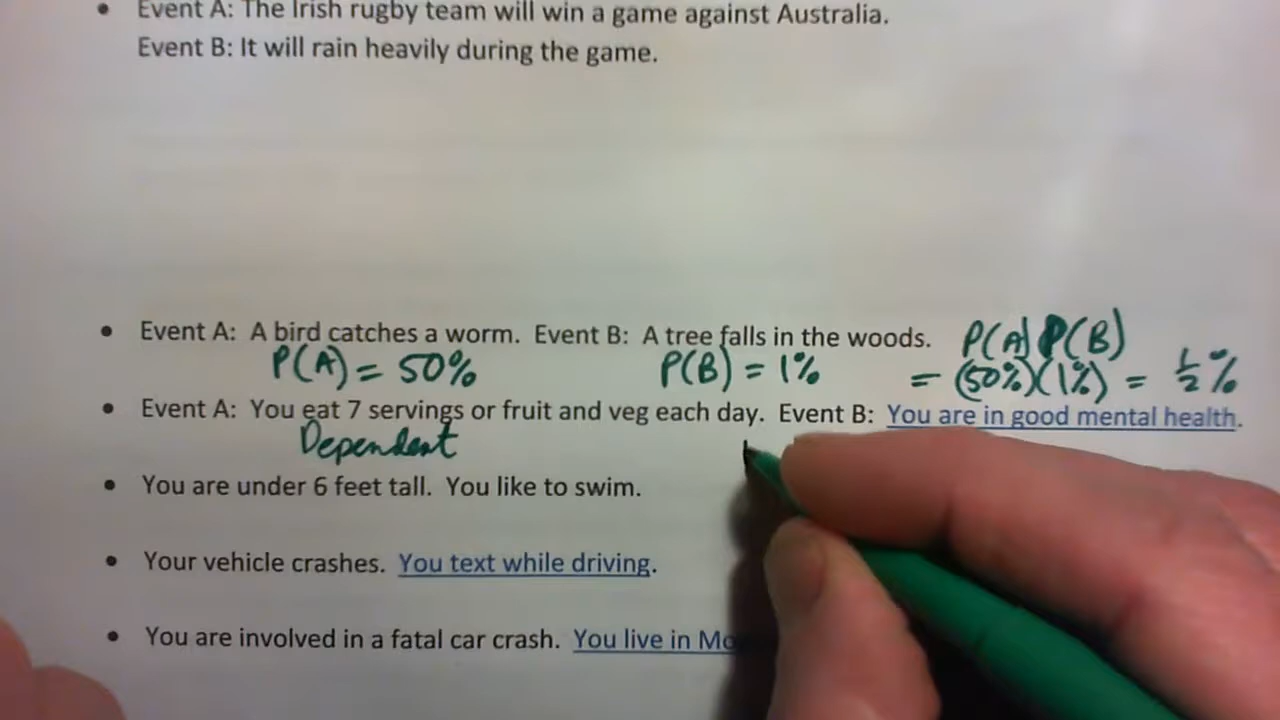 • Event A: The Irish rugby team will win a game against Australia.
Event B: It will rain heavily during the game.
• Event A: A bird catches a worm. Event B: A tree falls in the woods. P(A) P(B)
P(A) = 50% P(B) = 1% = (50%)(1%) = 1/2 %
• Event A: You eat 7 servings or fruit and veg each day. Event B: You are in good mental health.
Dependent
• You are under 6 feet tall. You like to swim.
• Your vehicle crashes. You text while driving.
• You are involved in a fatal car crash. You live in